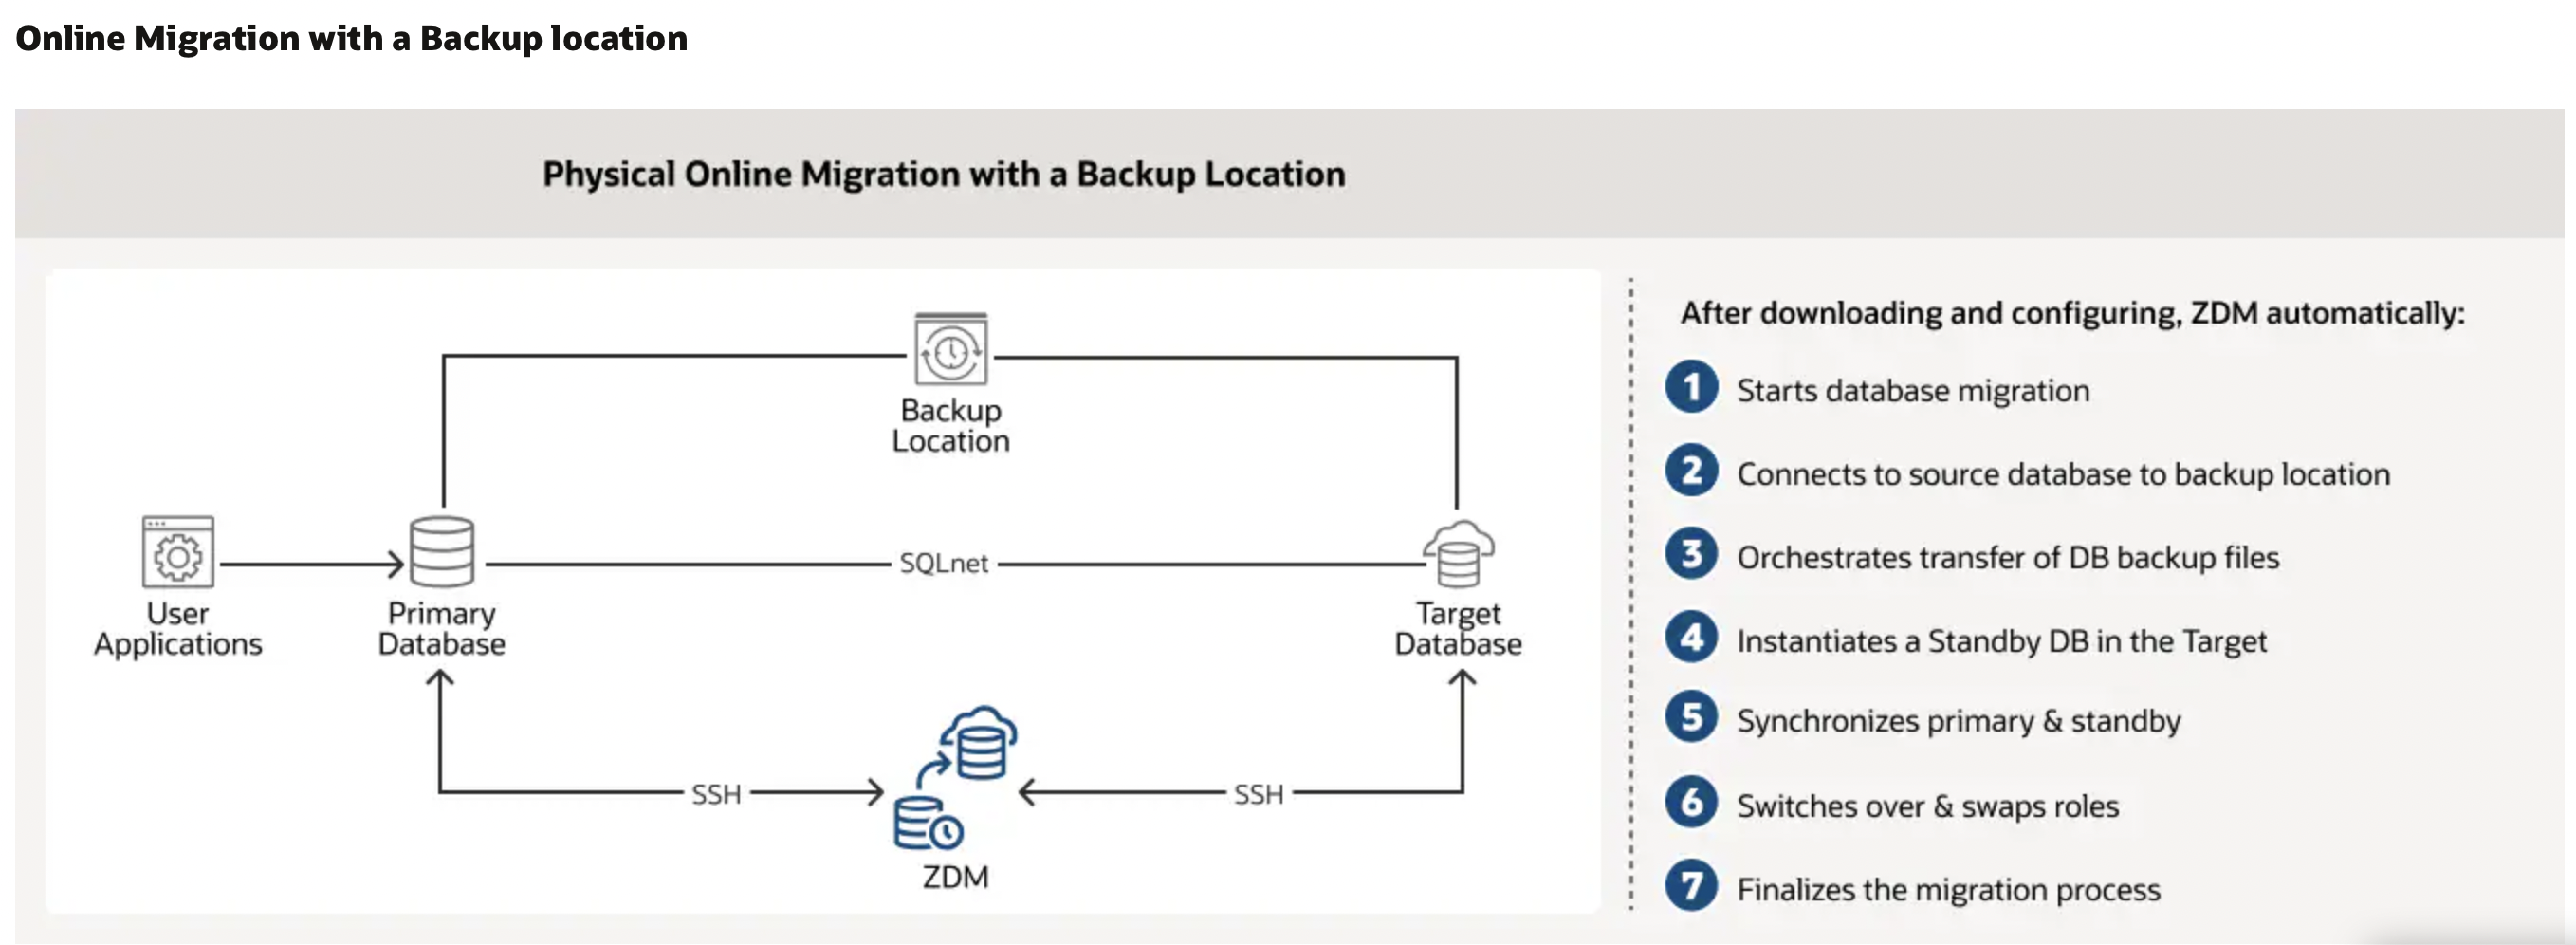 Online Migration with a Backup location
Physical Online Migration with a Backup Location
Backup
Location
User
Applications
Primary
Database
SQLnet
Target
Database
SSH
SSH
ZDM
After downloading and configuring, ZDM automatically:
1 Starts database migration
2 Connects to source database to backup location
3 Orchestrates transfer of DB backup files
4 Instantiates a Standby DB in the Target
5 Synchronizes primary & standby
6 Switches over & swaps roles
7 Finalizes the migration process